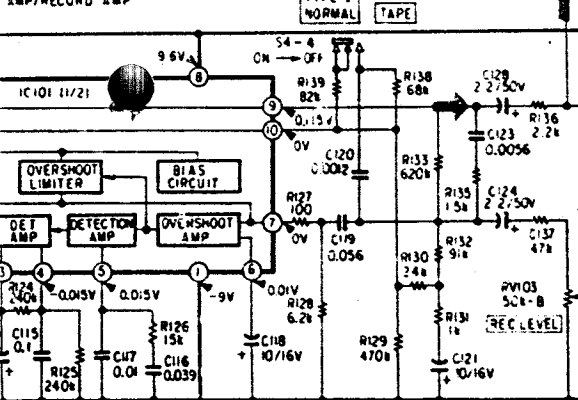 AMP/RECORD AMP
NORMAL
TAPE
S4-4
ON → OFF
9.6V
8
IC101 (1/2)
R139
82k
R138
68k
C128
2.2/50V
9
0.115V
R136
2.2k
10
0V
C123
0.0056
C120
0.0012
R133
620k
OVERSHOOT
LIMITER
BIAS
CIRCUIT
R135
1.5k
C124
2.2/50V
R127
100
7
0V
DET
AMP
DETECTION
AMP
OVERSHOOT
AMP
C119
0.056
R132
91k
C137
47k
R130
24k
3
4
5
1
6
-0.015V
0.015V
-9V
0.01V
R124
240k
R128
6.2k
RV103
50k-B
REC LEVEL
R131
1k
C115
0.1
R126
15k
C118
10/16V
R129
470k
C121
10/16V
R125
240k
C117
0.01
C116
0.039